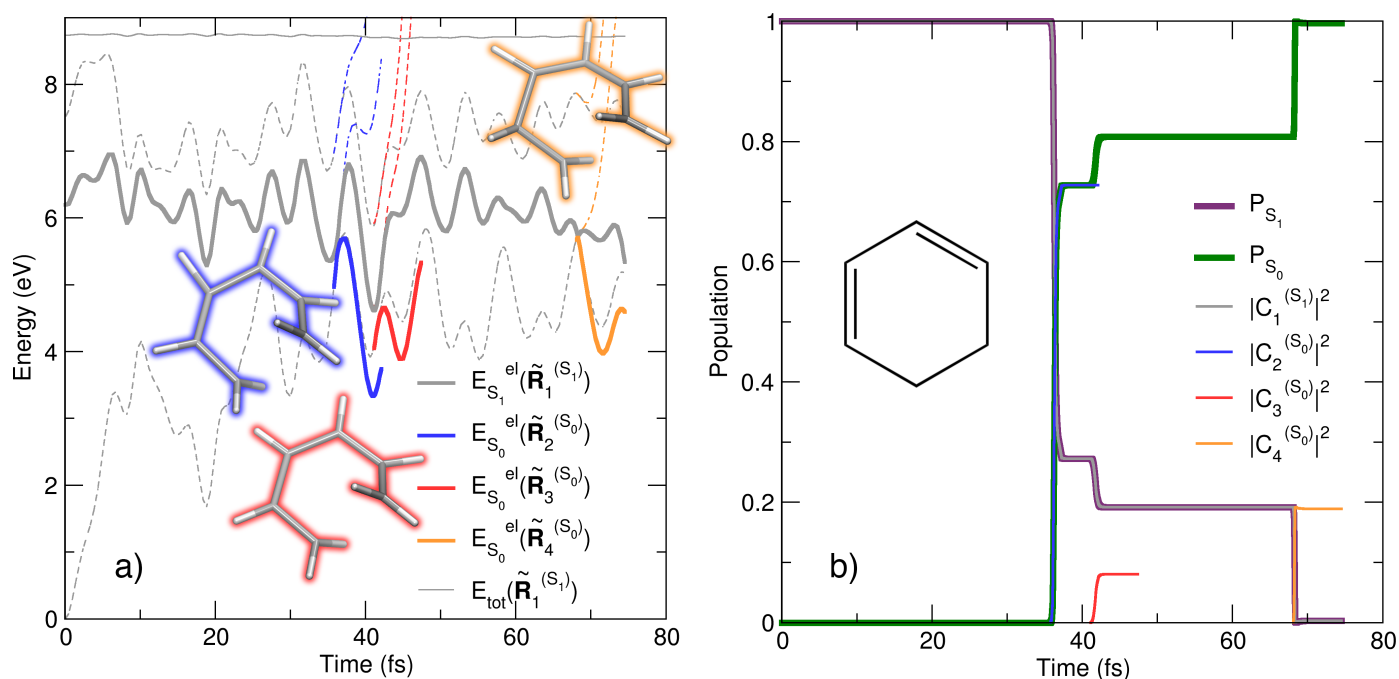 8
6
4
2
0
Energy (eV)
E_{S_1}^{el}(R̃_1^{(S_1)})
E_{S_0}^{el}(R̃_2^{(S_0)})
E_{S_0}^{el}(R̃_3^{(S_0)})
E_{S_0}^{el}(R̃_4^{(S_0)})
E_{tot}(R̃_1^{(S_1)})
a)
0 20 40 60 80
Time (fs)
1
0.8
0.6
0.4
0.2
0
Population
P_{S_1}
P_{S_0}
|C_1^{(S_1)}|^2
|C_2^{(S_0)}|^2
|C_3^{(S_0)}|^2
|C_4^{(S_0)}|^2
b)
0 20 40 60 80
Time (fs)